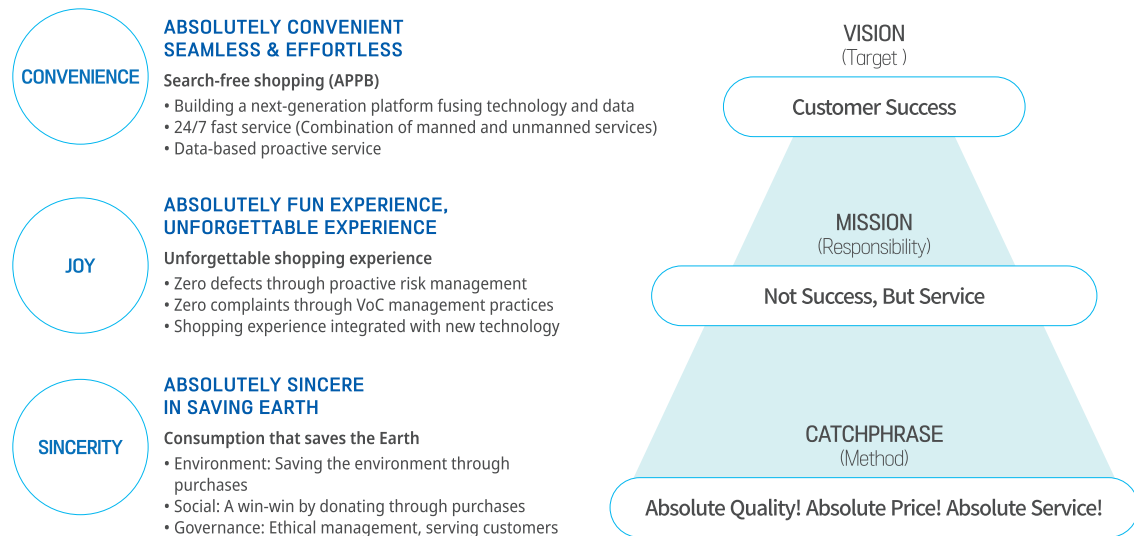 CONVENIENCE
ABSOLUTELY CONVENIENT
SEAMLESS & EFFORTLESS
Search-free shopping (APPB)
• Building a next-generation platform fusing technology and data
• 24/7 fast service (Combination of manned and unmanned services)
• Data-based proactive service
JOY
ABSOLUTELY FUN EXPERIENCE,
UNFORGETTABLE EXPERIENCE
Unforgettable shopping experience
• Zero defects through proactive risk management
• Zero complaints through VoC management practices
• Shopping experience integrated with new technology
SINCERITY
ABSOLUTELY SINCERE
IN SAVING EARTH
Consumption that saves the Earth
• Environment: Saving the environment through
purchases
• Social: A win-win by donating through purchases
• Governance: Ethical management, serving customers
VISION
(Target )
Customer Success
MISSION
(Responsibility)
Not Success, But Service
CATCHPHRASE
(Method)
Absolute Quality! Absolute Price! Absolute Service!